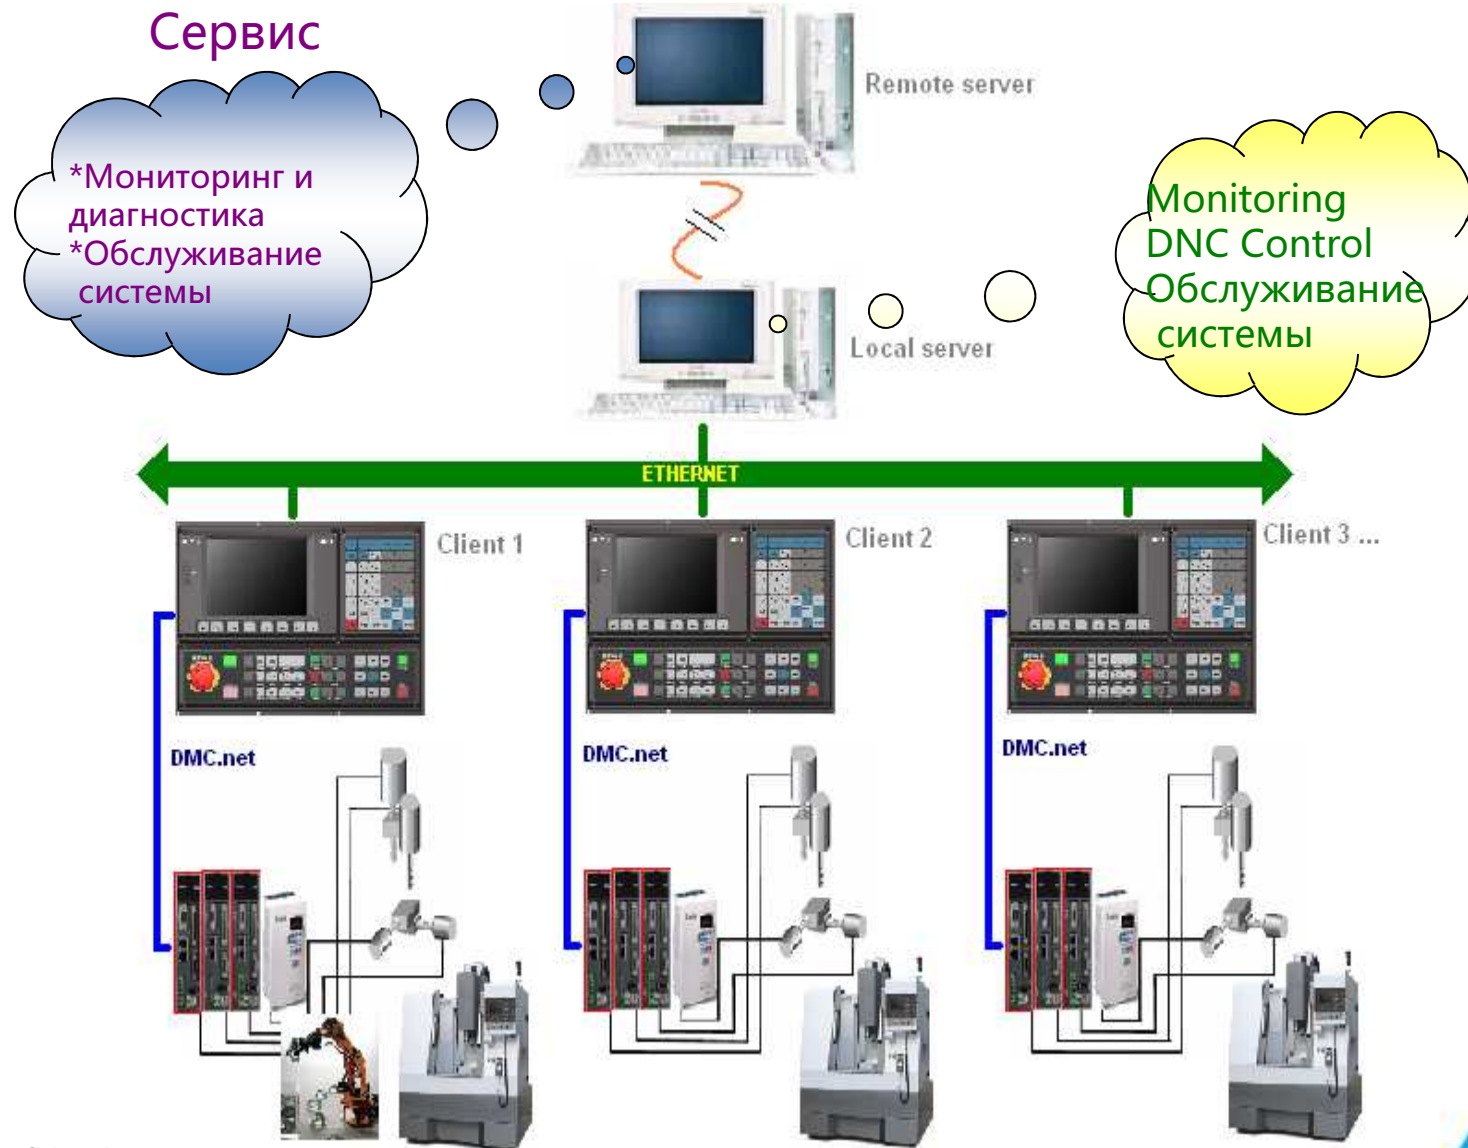 Сервис
Remote server
*Мониторинг и
диагностика
*Обслуживание
системы
Monitoring
DNC Control
Обслуживание
системы
Local server
ETHERNET
Client 1
Client 2
Client 3 ...
DMC.net
DMC.net
DMC.net